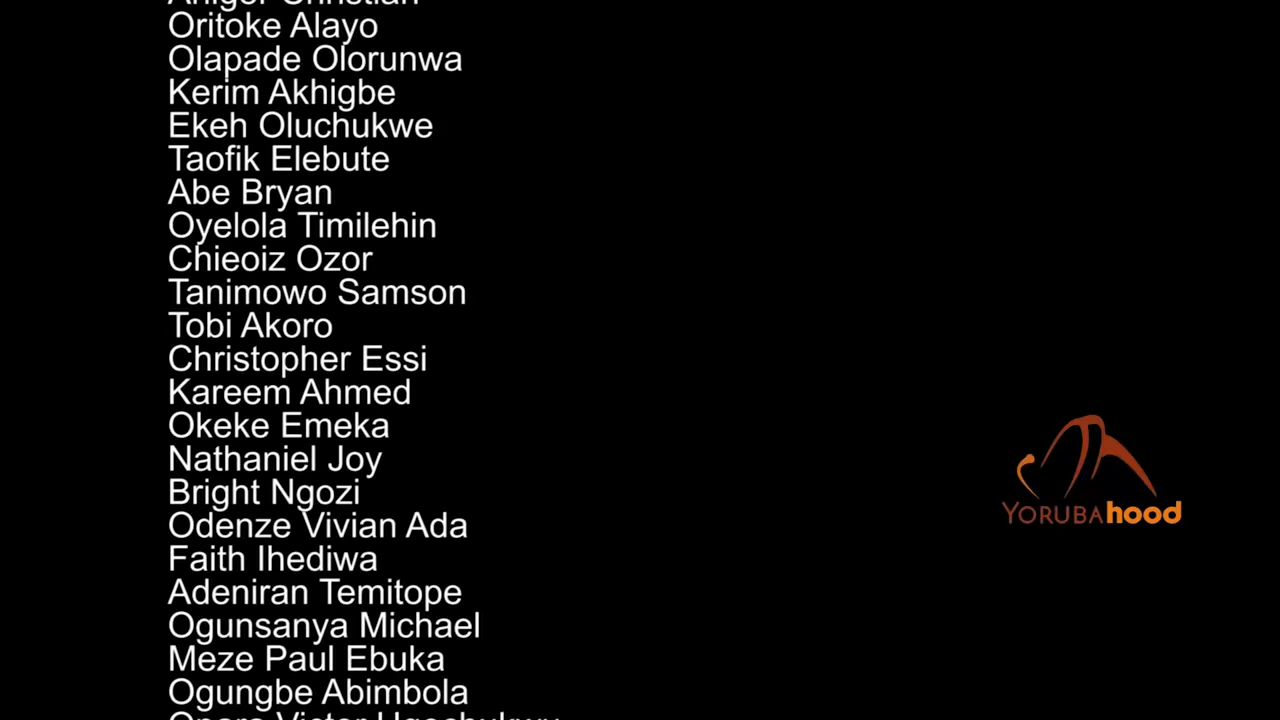 Oritoke Alayo
Olapade Olorunwa
Kerim Akhigbe
Ekeh Oluchukwe
Taofik Elebute
Abe Bryan
Oyelola Timilehin
Chieoiz Ozor
Tanimowo Samson
Tobi Akoro
Christopher Essi
Kareem Ahmed
Okeke Emeka
Nathaniel Joy
Bright Ngozi
Odenze Vivian Ada
Faith Ihediwa
Adeniran Temitope
Ogunsanya Michael
Meze Paul Ebuka
Ogungbe Abimbola
YORUBAhood